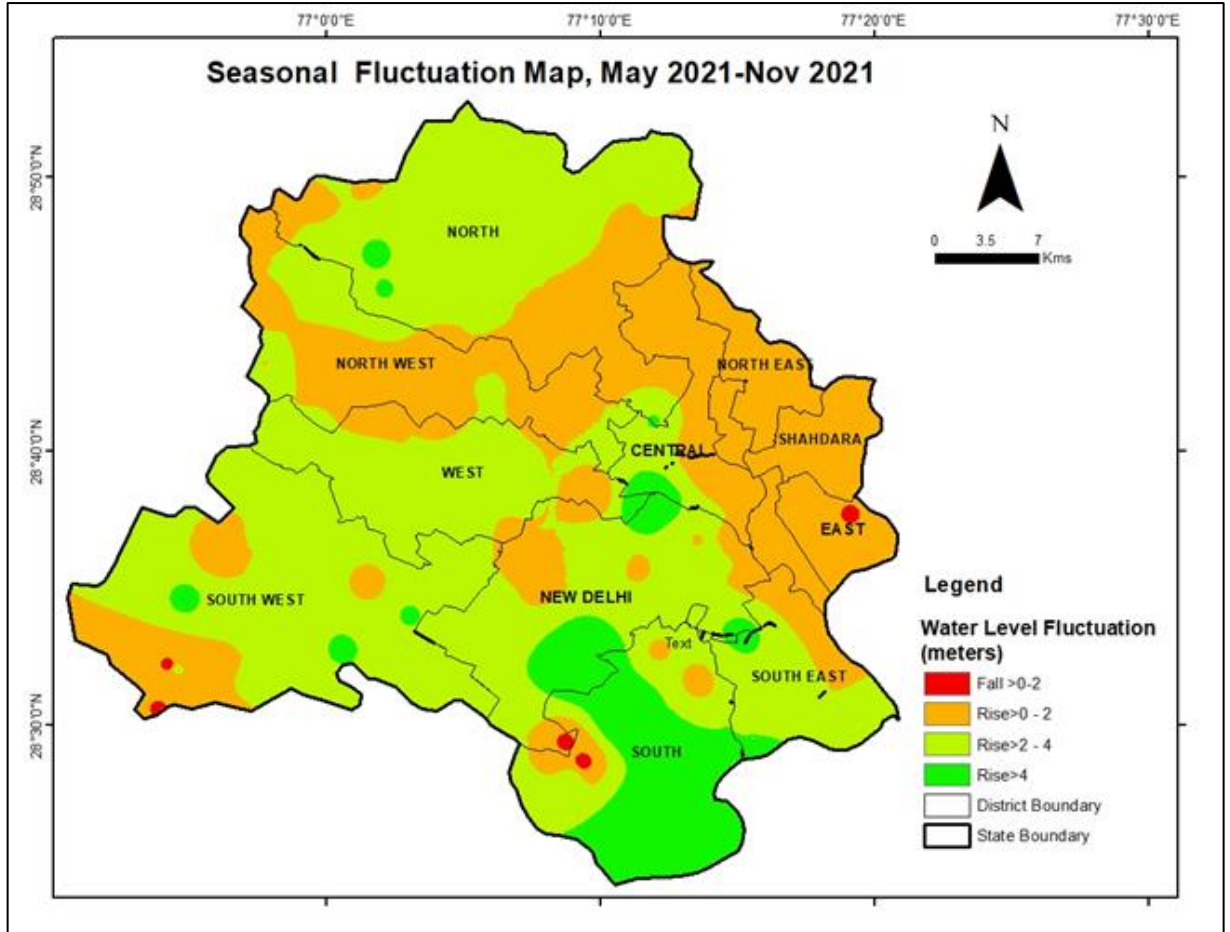 77°0'0"E 77°10'0"E 77°20'0"E 77°30'0"E
Seasonal Fluctuation Map, May 2021-Nov 2021
N
28°50'0"N
0 3.5 7
Kms
NORTH
NORTH WEST
NORTH EAST
SHAHDARA
28°40'0"N
CENTRAL
WEST
EAST
SOUTH WEST
NEW DELHI
Text
SOUTH EAST
28°30'0"N
SOUTH
Legend
Water Level Fluctuation
(meters)
Fall >0-2
Rise>0 - 2
Rise>2 - 4
Rise>4
District Boundary
State Boundary